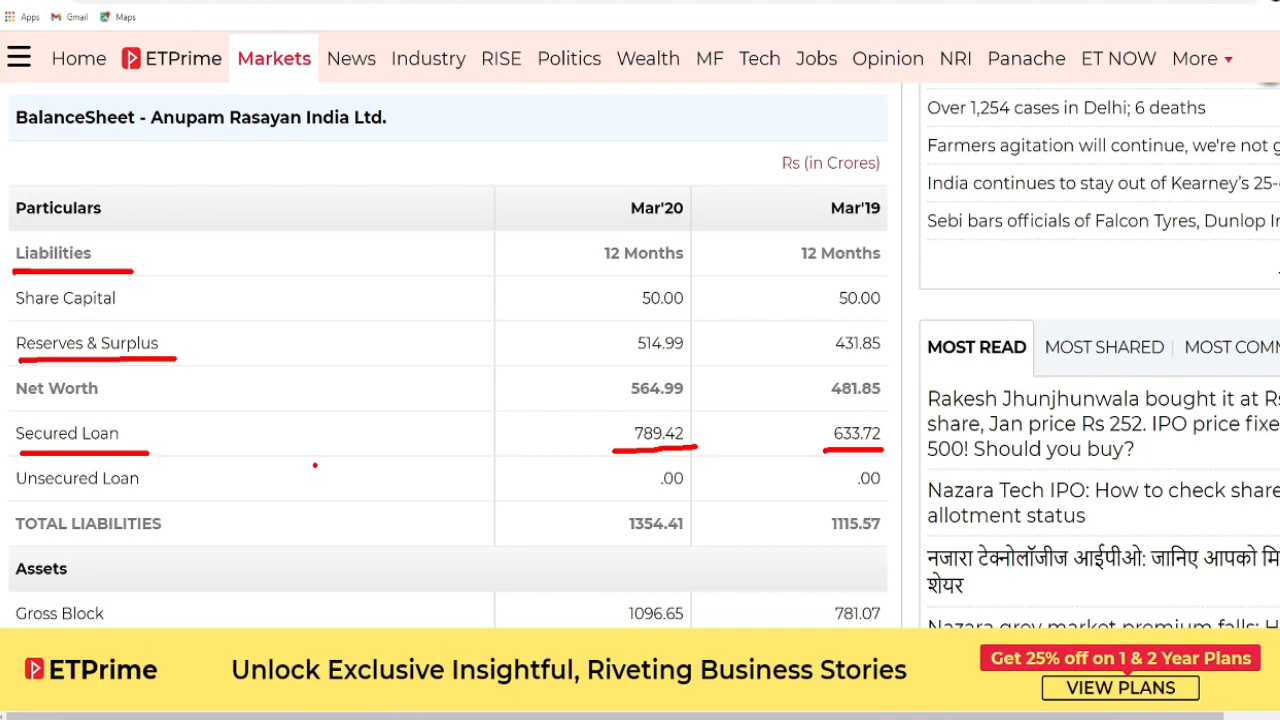 Apps Gmail Maps
Home ETPrime Markets News Industry RISE Politics Wealth MF Tech Jobs Opinion NRI Panache ET NOW More
BalanceSheet - Anupam Rasayan India Ltd.
Rs (in Crores)
Particulars Mar'20 Mar'19
Liabilities 12 Months 12 Months
Share Capital 50.00 50.00
Reserves & Surplus 514.99 431.85
Net Worth 564.99 481.85
Secured Loan 789.42 633.72
Unsecured Loan .00 .00
TOTAL LIABILITIES 1354.41 1115.57
Assets
Gross Block 1096.65 781.07
Over 1,254 cases in Delhi; 6 deaths
Farmers agitation will continue, we're not
India continues to stay out of Kearney's 25-
Sebi bars officials of Falcon Tyres, Dunlop
MOST READ MOST SHARED MOST
Rakesh Jhunjhunwala bought it at
share, Jan price Rs 252. IPO price
500! Should you buy?
Nazara Tech IPO: How to check share
allotment status
नजारा टेक्नोलॉजीज आईपीओ: जानिए आपको
शेयर
Nazara grey market premium falls:
ETPrime Unlock Exclusive Insightful, Riveting Business Stories
Get 25% off on 1 & 2 Year Plans
VIEW PLANS